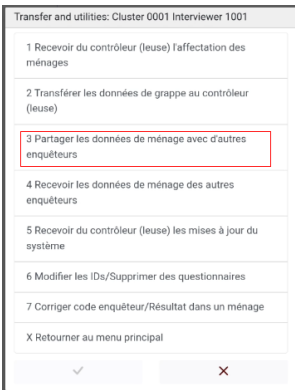 Transfer and utilities: Cluster 0001 Interviewer 1001
1 Recevoir du contrôleur (leuse) l'affectation des
ménages
2 Transférer les données de grappe au contrôleur
(leuse)
3 Partager les données de ménage avec d'autres
enquêteurs
4 Recevoir les données de ménage des autres
enquêteurs
5 Recevoir du contrôleur (leuse) les mises à jour du
système
6 Modifier les IDs/Supprimer des questionnaires
7 Corriger code enquêteur/Résultat dans un ménage
X Retourner au menu principal